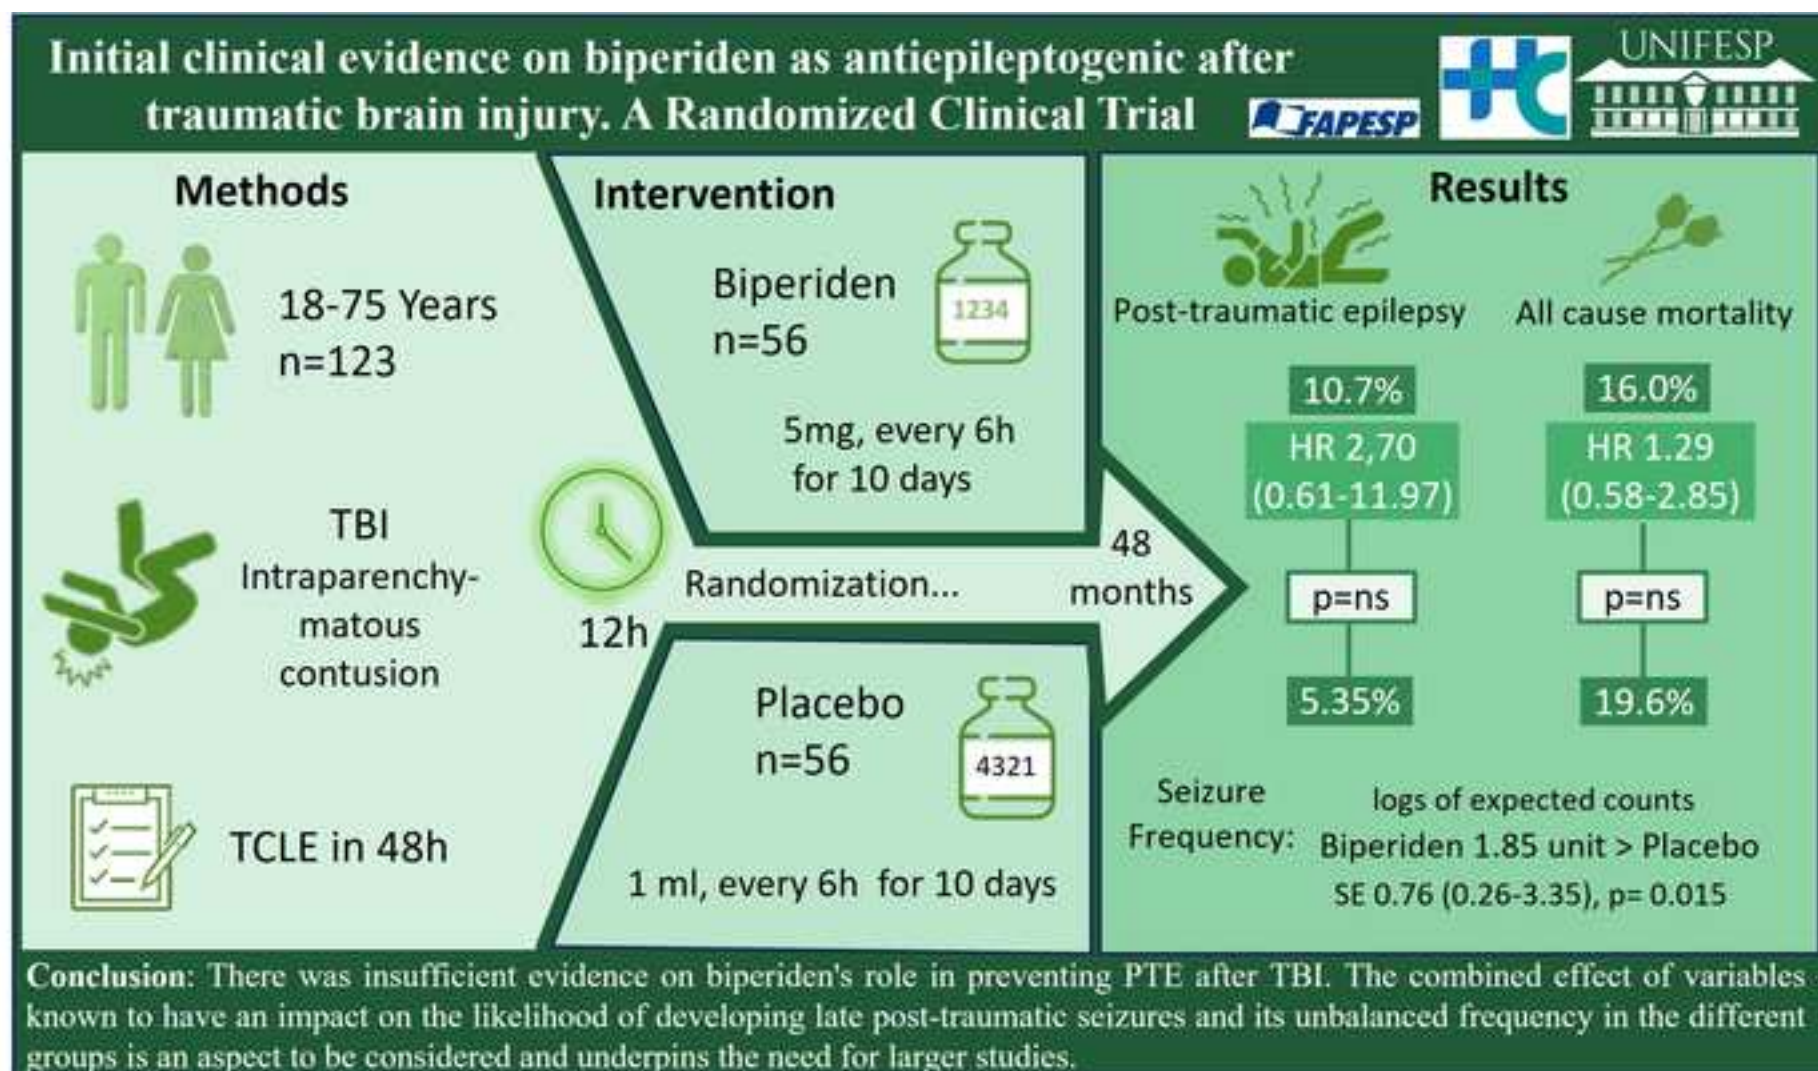 Initial clinical evidence on biperiden as antiepileptogenic after
traumatic brain injury. A Randomized Clinical Trial
FAPESP
HC
UNIFESP
Methods
18-75 Years
n=123
TBI
Intraparenchy-
matous
contusion
TCLE in 48h
12h
Intervention
Biperiden
n=56
1234
5mg, every 6h
for 10 days
Randomization...
48
months
Placebo
n=56
4321
1 ml, every 6h for 10 days
Results
Post-traumatic epilepsy
10.7%
HR 2,70
(0.61-11.97)
p=ns
5.35%
All cause mortality
16.0%
HR 1.29
(0.58-2.85)
p=ns
19.6%
Seizure
Frequency:
logs of expected counts
Biperiden 1.85 unit > Placebo
SE 0.76 (0.26-3.35), p= 0.015
Conclusion: There was insufficient evidence on biperiden's role in preventing PTE after TBI. The combined effect of variables
known to have an impact on the likelihood of developing late post-traumatic seizures and its unbalanced frequency in the different
groups is an aspect to be considered and underpins the need for larger studies.